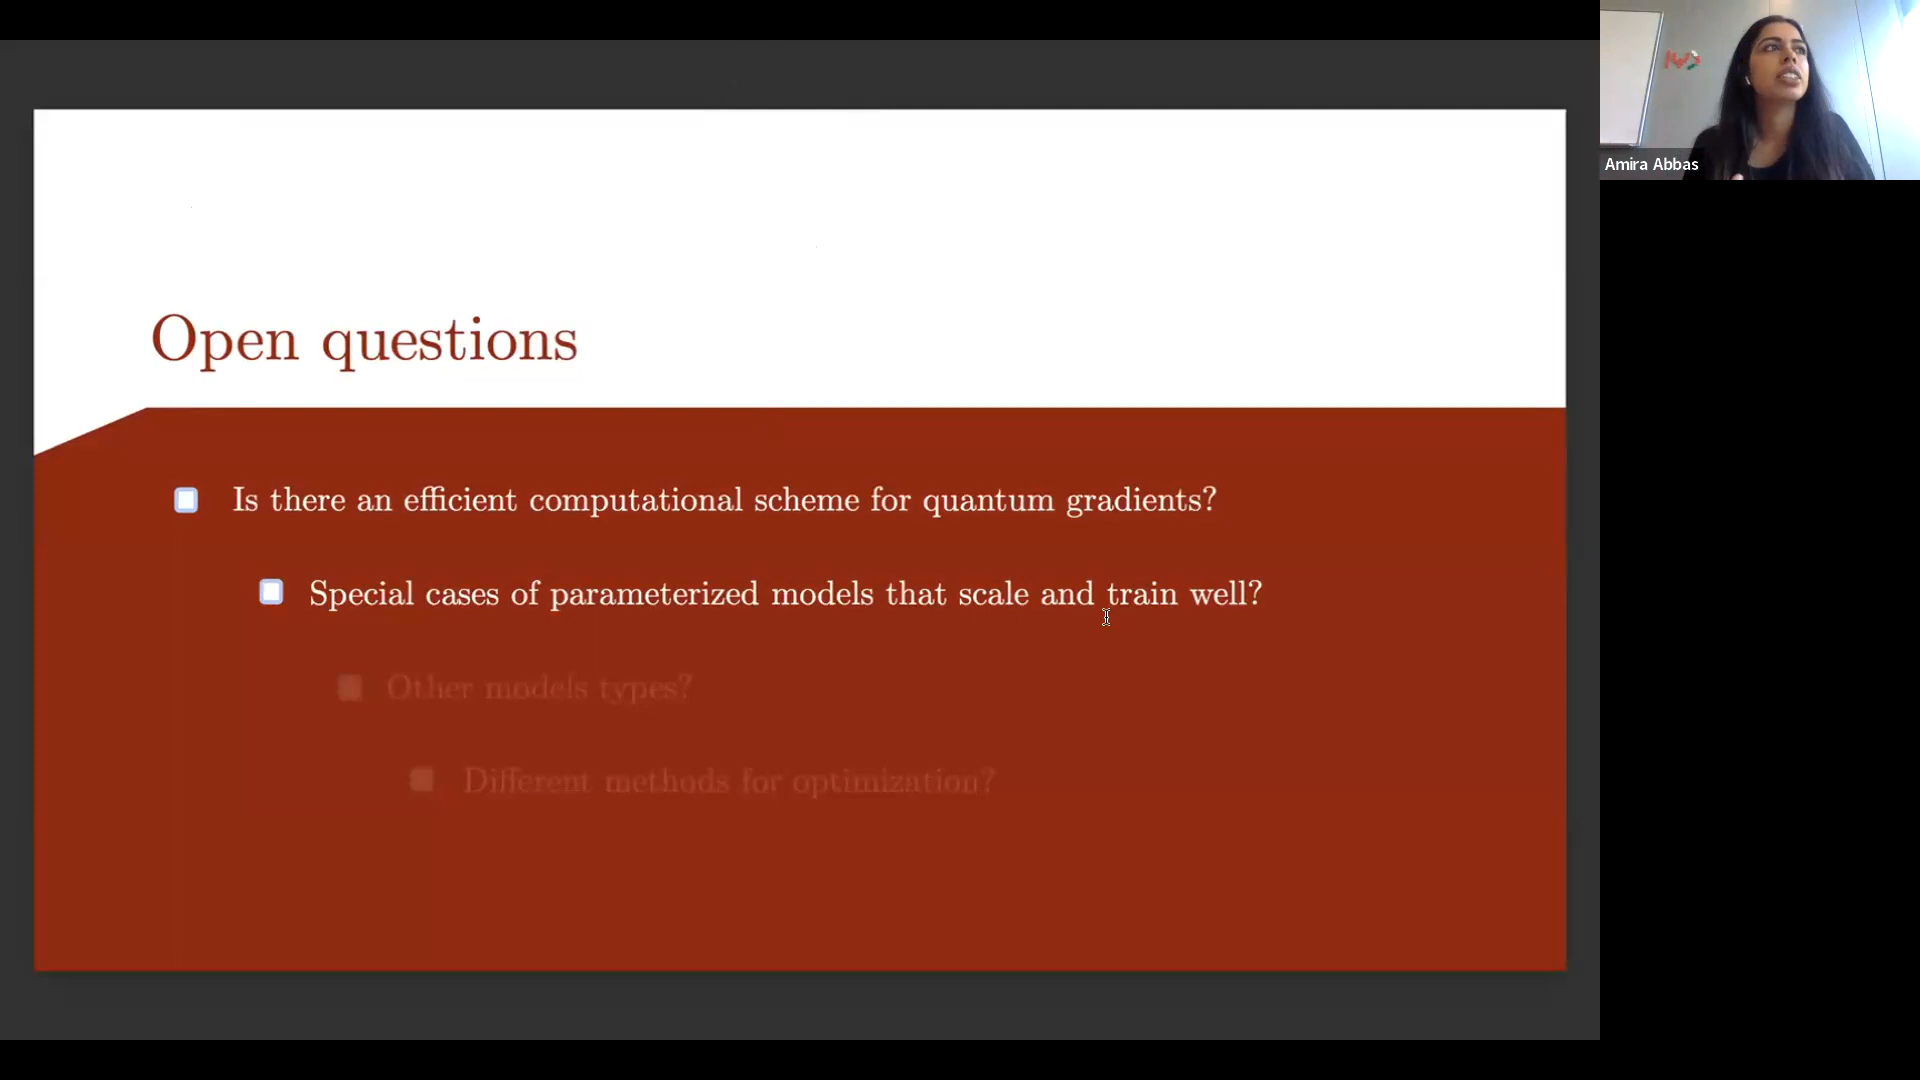 Open questions
Is there an efficient computational scheme for quantum gradients?
Special cases of parameterized models that scale and train well?
Other models types?
Different methods for optimization?
Amira Abbas